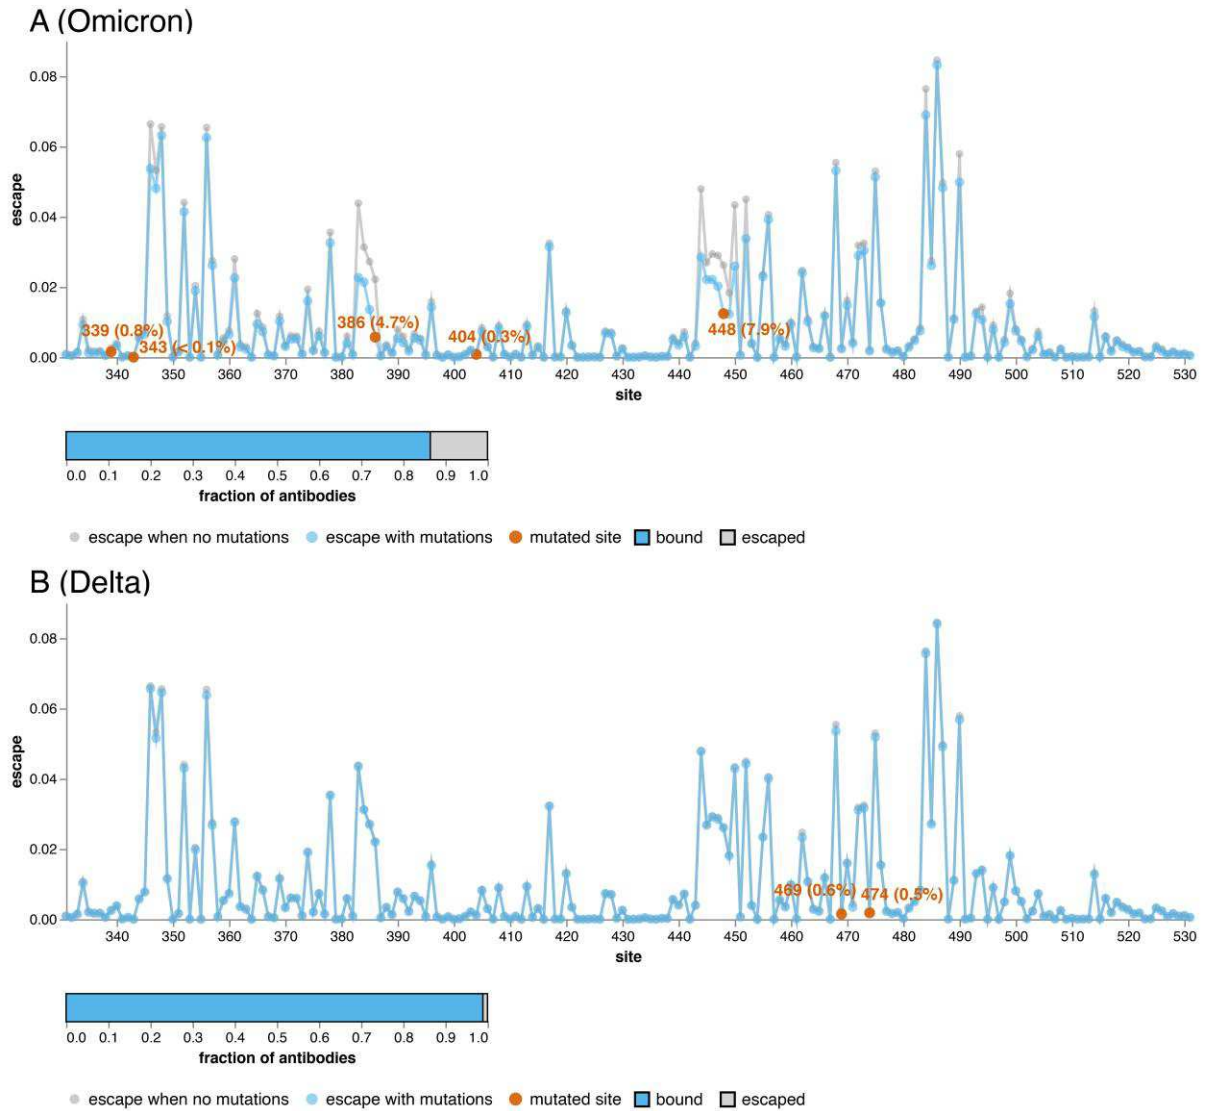 A (Omicron)
0.08
0.06
escape
0.04
0.02
339 (0.8%)
343 (< 0.1%)
386 (4.7%)
404 (0.3%)
448 (7.9%)
0.00
340 350 360 370 380 390 400 410 420 430 440 450 460 470 480 490 500 510 520 530
site
0.0 0.1 0.2 0.3 0.4 0.5 0.6 0.7 0.8 0.9 1.0
fraction of antibodies
escape when no mutations escape with mutations mutated site bound escaped
B (Delta)
0.08
0.06
escape
0.04
0.02
469 (0.6%) 474 (0.5%)
0.00
340 350 360 370 380 390 400 410 420 430 440 450 460 470 480 490 500 510 520 530
site
0.0 0.1 0.2 0.3 0.4 0.5 0.6 0.7 0.8 0.9 1.0
fraction of antibodies
escape when no mutations escape with mutations mutated site bound escaped